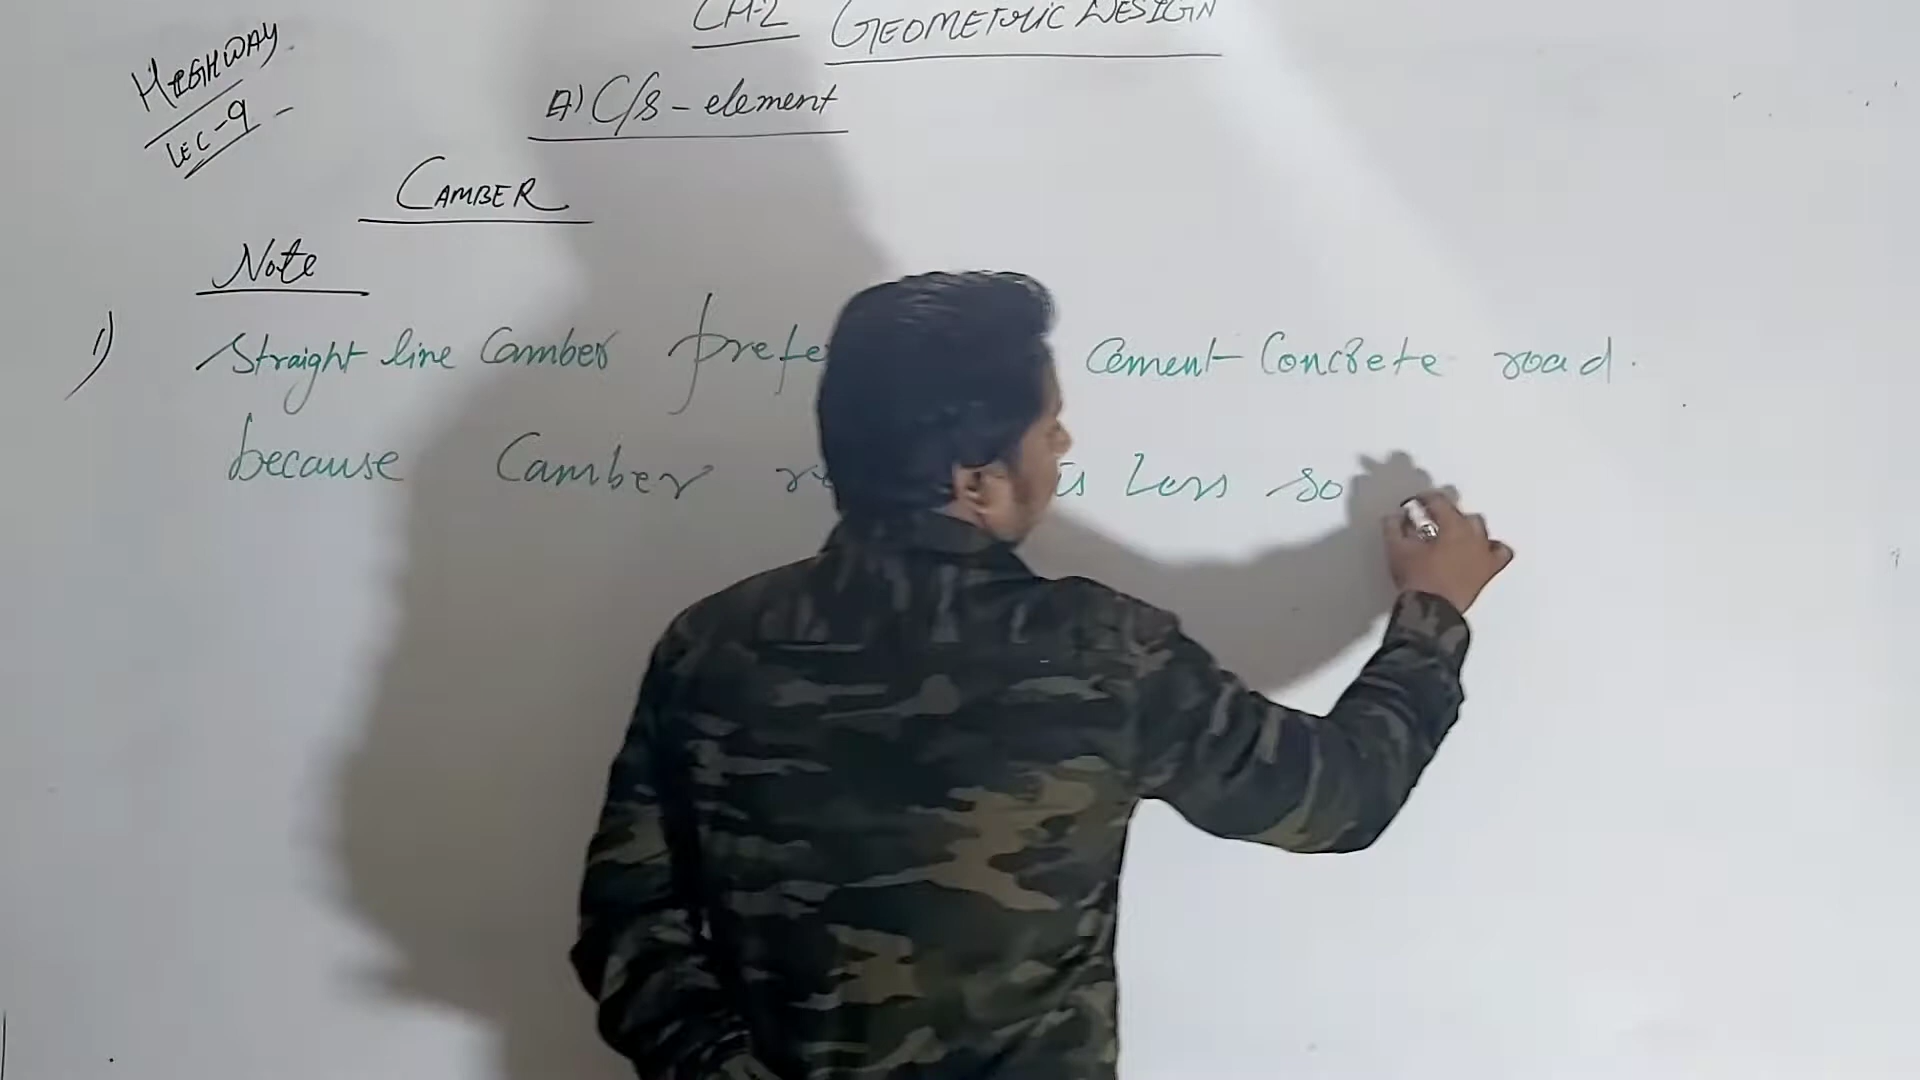 CH-2 GEOMETRIC DESIGN
HIGHWAY
LEC-9
A) C/S - element
CAMBER
Note
1) Straight line Camber Cement Concrete road.
because Camber is Less so